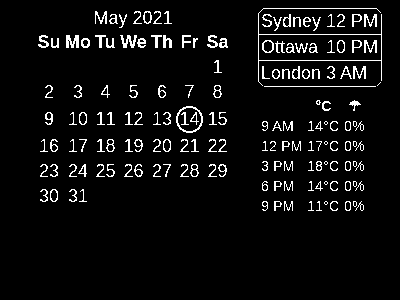 May 2021
Su Mo Tu We Th Fr Sa
1
2 3 4 5 6 7 8
9 10 11 12 13 14 15
16 17 18 19 20 21 22
23 24 25 26 27 28 29
30 31
Sydney 12 PM
Ottawa 10 PM
London 3 AM
°C ☂
9 AM 14°C 0%
12 PM 17°C 0%
3 PM 18°C 0%
6 PM 14°C 0%
9 PM 11°C 0%